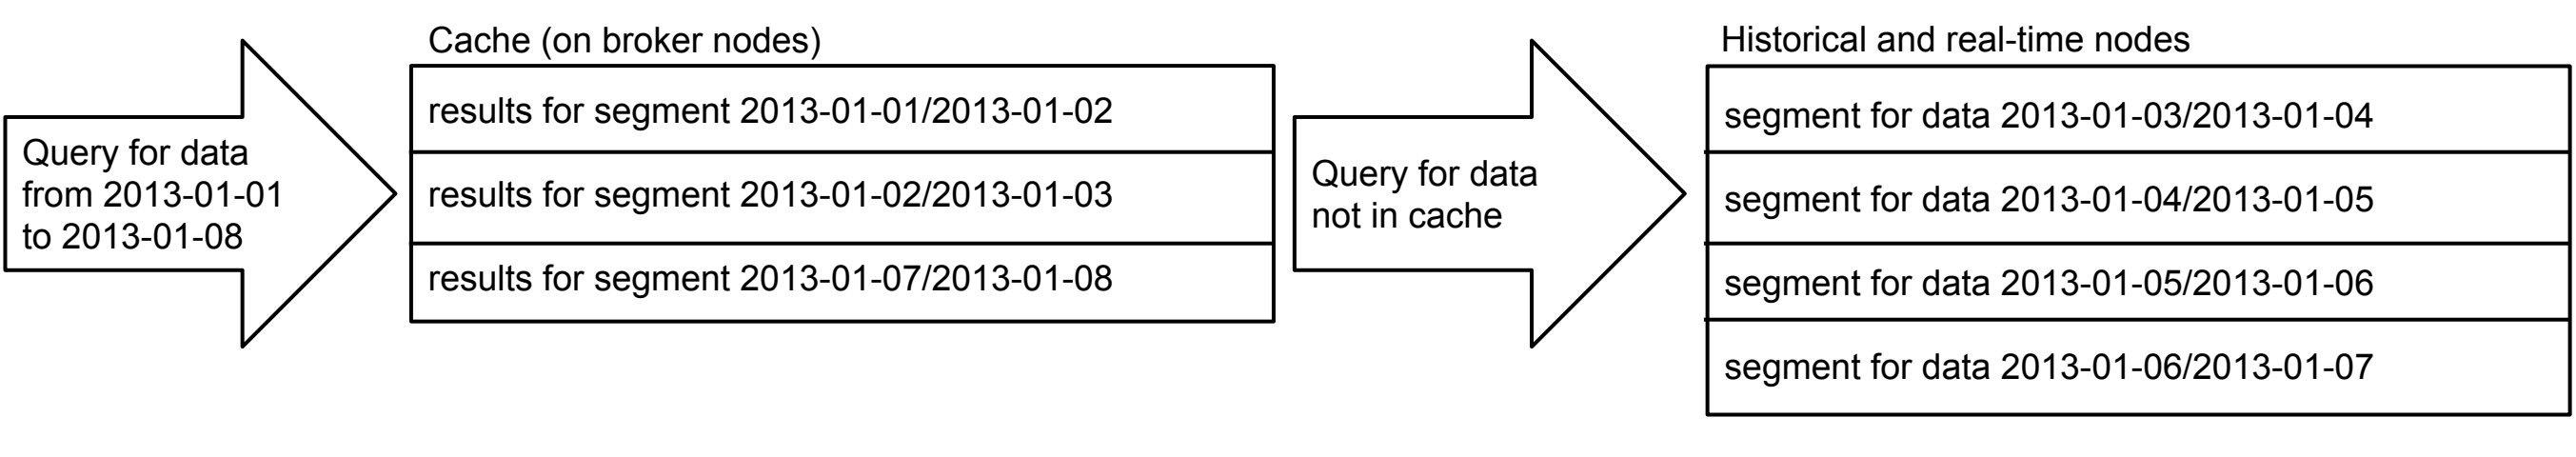 Query for data
from 2013-01-01
to 2013-01-08
Cache (on broker nodes)
results for segment 2013-01-01/2013-01-02
results for segment 2013-01-02/2013-01-03
results for segment 2013-01-07/2013-01-08
Query for data
not in cache
Historical and real-time nodes
segment for data 2013-01-03/2013-01-04
segment for data 2013-01-04/2013-01-05
segment for data 2013-01-05/2013-01-06
segment for data 2013-01-06/2013-01-07